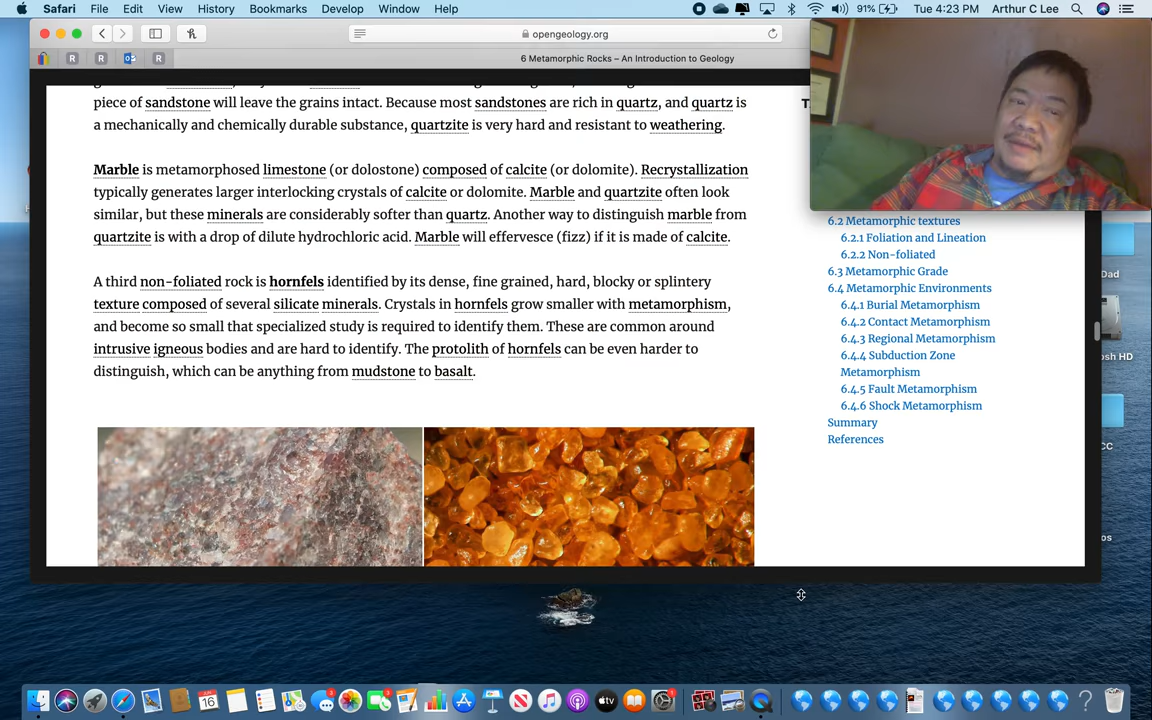 Safari File Edit View History Bookmarks Develop Window Help 91% Tue 4:23 PM Arthur C Lee
opengeology.org
R R R
6 Metamorphic Rocks – An Introduction to Geology
piece of sandstone will leave the grains intact. Because most sandstones are rich in quartz, and quartz is
a mechanically and chemically durable substance, quartzite is very hard and resistant to weathering.
Marble is metamorphosed limestone (or dolostone) composed of calcite (or dolomite). Recrystallization
typically generates larger interlocking crystals of calcite or dolomite. Marble and quartzite often look
similar, but these minerals are considerably softer than quartz. Another way to distinguish marble from
quartzite is with a drop of dilute hydrochloric acid. Marble will effervesce (fizz) if it is made of calcite.
A third non-foliated rock is hornfels identified by its dense, fine grained, hard, blocky or splintery
texture composed of several silicate minerals. Crystals in hornfels grow smaller with metamorphism,
and become so small that specialized study is required to identify them. These are common around
intrusive igneous bodies and are hard to identify. The protolith of hornfels can be even harder to
distinguish, which can be anything from mudstone to basalt.
6.2 Metamorphic textures
6.2.1 Foliation and Lineation
6.2.2 Non-foliated
6.3 Metamorphic Grade
6.4 Metamorphic Environments
6.4.1 Burial Metamorphism
6.4.2 Contact Metamorphism
6.4.3 Regional Metamorphism
6.4.4 Subduction Zone
Metamorphism
6.4.5 Fault Metamorphism
6.4.6 Shock Metamorphism
Summary
References
Dad
osh HD
CC
os
16